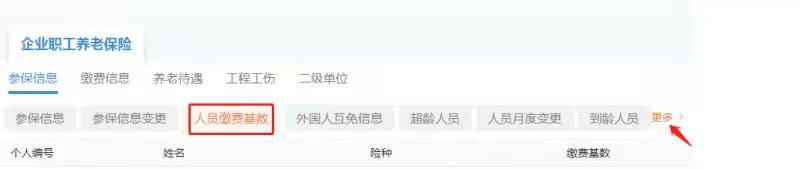 企业职工养老保险
参保信息 缴费信息 养老待遇 工程工伤 二级单位
参保信息 参保信息变更 人员缴费基数 外国人互免信息 超龄人员 人员月度变更 到龄人员 更多 >
个人编号 姓名 险种 缴费基数